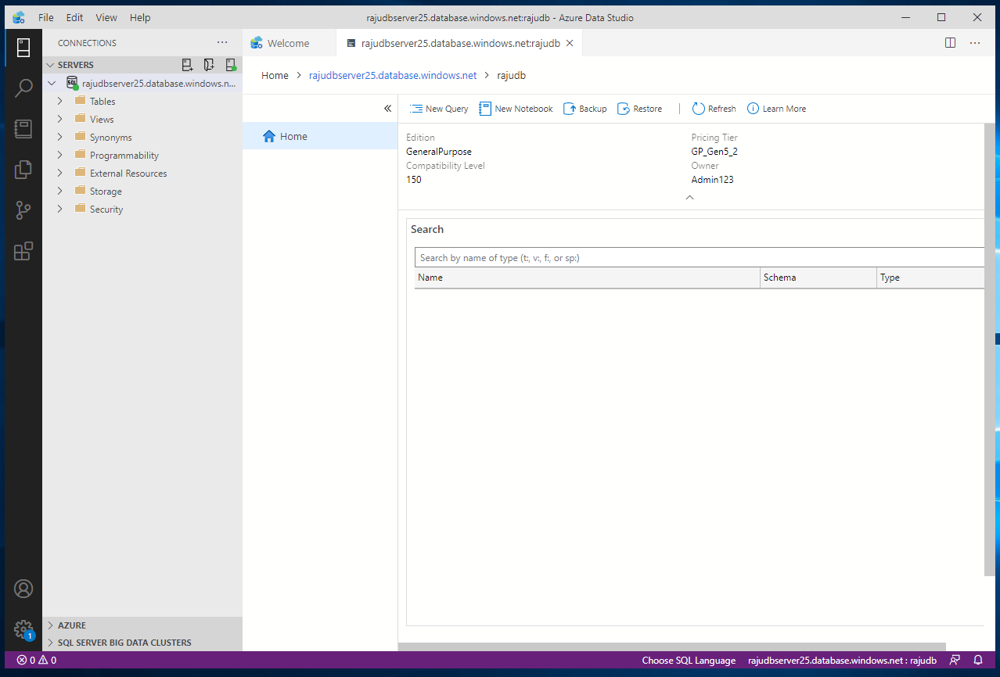 File Edit View Help
rajudbserver25.database.windows.net:rajudb - Azure Data Studio
CONNECTIONS
Welcome
rajudbserver25.database.windows.net:rajudb
SERVERS
SQL
rajudbserver25.database.windows.n...
Tables
Views
Synonyms
Programmability
External Resources
Storage
Security
AZURE
SQL SERVER BIG DATA CLUSTERS
Home > rajudbserver25.database.windows.net > rajudb
New Query New Notebook Backup Restore | Refresh Learn More
Home
Edition
GeneralPurpose
Compatibility Level
150
Pricing Tier
GP_Gen5_2
Owner
Admin123
Search
Search by name of type (t:, v:, f:, or sp:)
Name Schema Type
1
0 0
Choose SQL Language
rajudbserver25.database.windows.net : rajudb